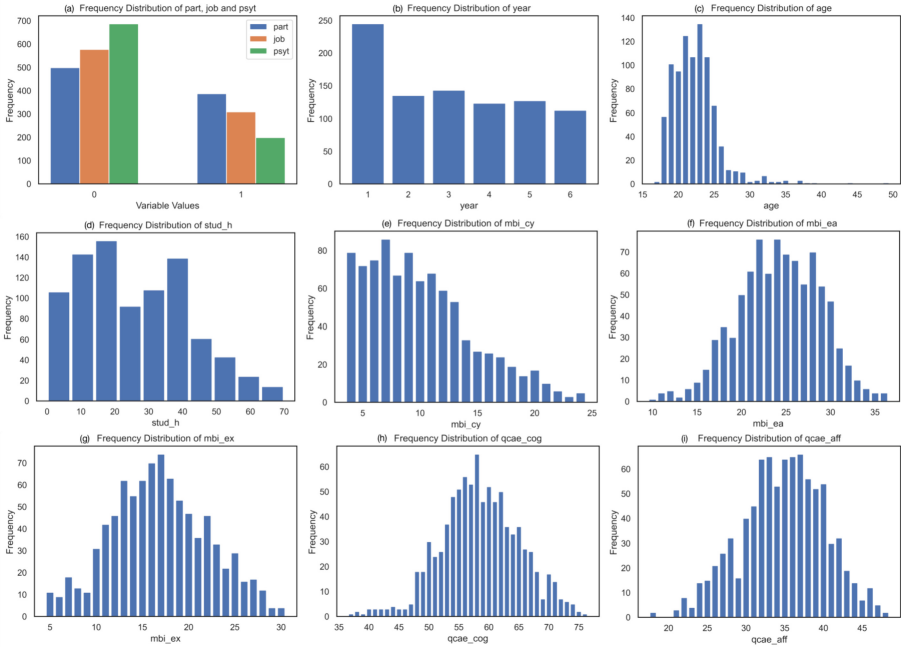 (a) Frequency Distribution of part, job and psyt
700
600
500
400
300
200
100
0
Frequency
part
job
psyt
0 1
Variable Values
(b) Frequency Distribution of year
250
200
150
100
50
0
Frequency
1 2 3 4 5 6
year
(c) Frequency Distribution of age
140
120
100
80
60
40
20
0
Frequency
15 20 25 30 35 40 45 50
age
(d) Frequency Distribution of stud_h
160
140
120
100
80
60
40
20
0
Frequency
0 10 20 30 40 50 60 70
stud_h
(e) Frequency Distribution of mbi_cy
80
60
40
20
0
Frequency
5 10 15 20 25
mbi_cy
(f) Frequency Distribution of mbi_ea
70
60
50
40
30
20
10
0
Frequency
10 15 20 25 30 35
mbi_ea
(g) Frequency Distribution of mbi_ex
70
60
50
40
30
20
10
0
Frequency
5 10 15 20 25 30
mbi_ex
(h) Frequency Distribution of qcae_cog
60
50
40
30
20
10
0
Frequency
35 40 45 50 55 60 65 70 75
qcae_cog
(i) Frequency Distribution of qcae_aff
60
50
40
30
20
10
0
Frequency
20 25 30 35 40 45
qcae_aff